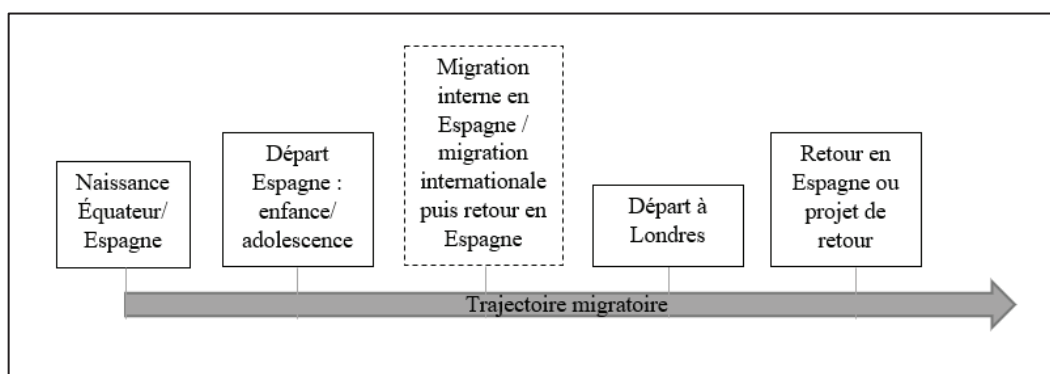 Naissance
Équateur/
Espagne
Départ
Espagne :
enfance/
adolescence
Migration
interne en
Espagne /
migration
internationale
puis retour en
Espagne
Départ à
Londres
Retour en
Espagne ou
projet de
retour
Trajectoire migratoire